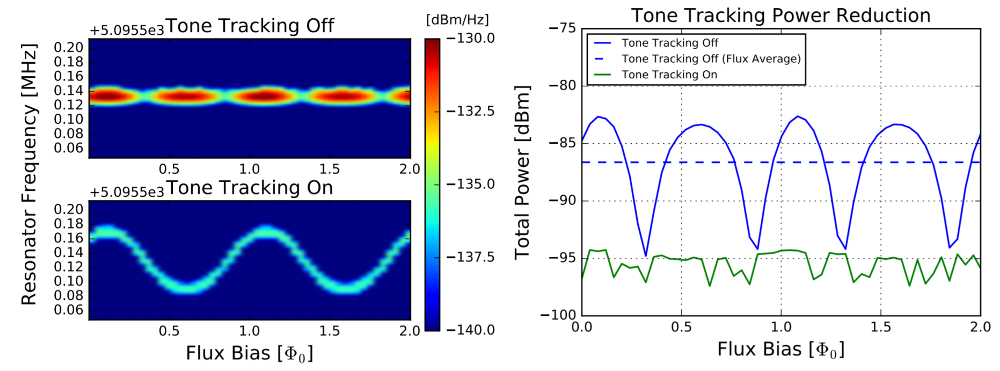 +5.0955e3 Tone Tracking Off
Resonator Frequency [MHz]
0.20
0.18
0.16
0.14
0.12
0.10
0.08
0.06
0.5 1.0 1.5 2.0
+5.0955e3 Tone Tracking On
0.20
0.18
0.16
0.14
0.12
0.10
0.08
0.06
0.5 1.0 1.5 2.0
Flux Bias [Φ0]
[dBm/Hz]
−130.0
−132.5
−135.0
−137.5
−140.0
Tone Tracking Power Reduction
Total Power [dBm]
−75
−80
−85
−90
−95
−100
Tone Tracking Off
Tone Tracking Off (Flux Average)
Tone Tracking On
0.0 0.5 1.0 1.5 2.0
Flux Bias [Φ0]